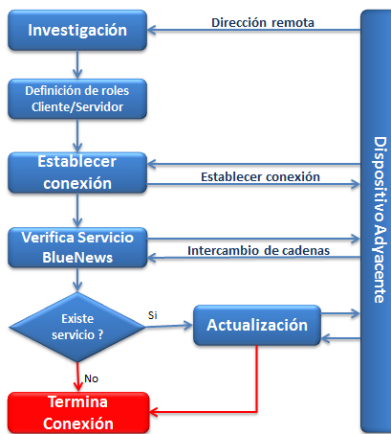 Investigación
Dirección remota
Definición de roles
Cliente/Servidor
Establecer
conexión
Establecer conexión
Verifica Servicio
BlueNews
Intercambio de cadenas
Existe
servicio ?
Si
Actualización
No
Termina
Conexión
Dispositivo Adyacente